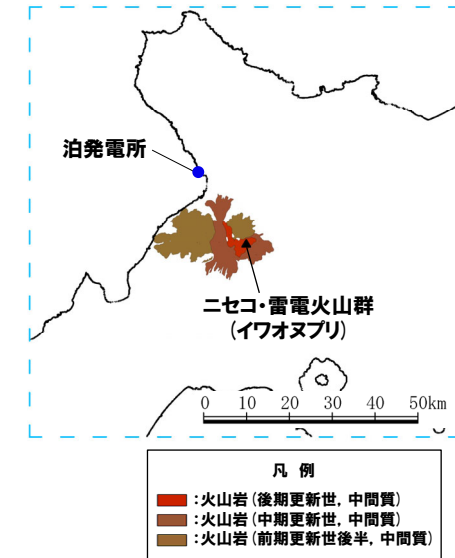 泊発電所
ニセコ・雷電火山群
(イワオヌプリ)
0 10 20 30 40 50km
凡 例
:火山岩(後期更新世, 中間質)
:火山岩(中期更新世, 中間質)
:火山岩(前期更新世後半, 中間質)